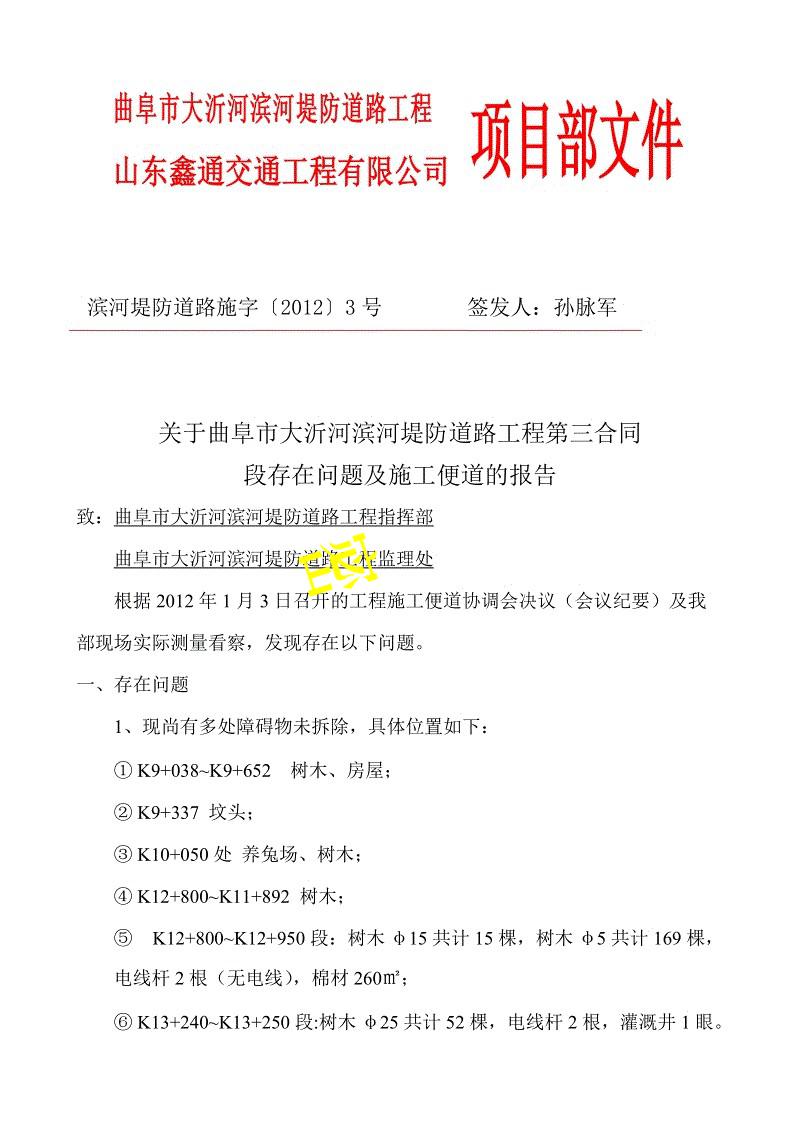 曲阜市大沂河滨河堤防道路工程
山东鑫通交通工程有限公司
项目部文件
滨河堤防道路施字〔2012〕3号 签发人：孙脉军
关于曲阜市大沂河滨河堤防道路工程第三合同
段存在问题及施工便道的报告
致：曲阜市大沂河滨河堤防道路工程指挥部
曲阜市大沂河滨河堤防道路工程监理处
根据 2012 年 1 月 3 日召开的工程施工便道协调会决议（会议纪要）及我
部现场实际测量看察，发现存在以下问题。
一、存在问题
1、现尚有多处障碍物未拆除，具体位置如下：
① K9+038~K9+652 树木、房屋；
② K9+337 坟头；
③ K10+050 处 养兔场、树木；
④ K12+800~K11+892 树木；
⑤ K12+800~K12+950 段：树木 φ15 共计 15 棵，树木 φ5 共计 169 棵，
电线杆 2 根（无电线），棉材 260㎡；
⑥ K13+240~K13+250 段:树木 φ25 共计 52 棵，电线杆 2 根，灌溉井 1 眼。